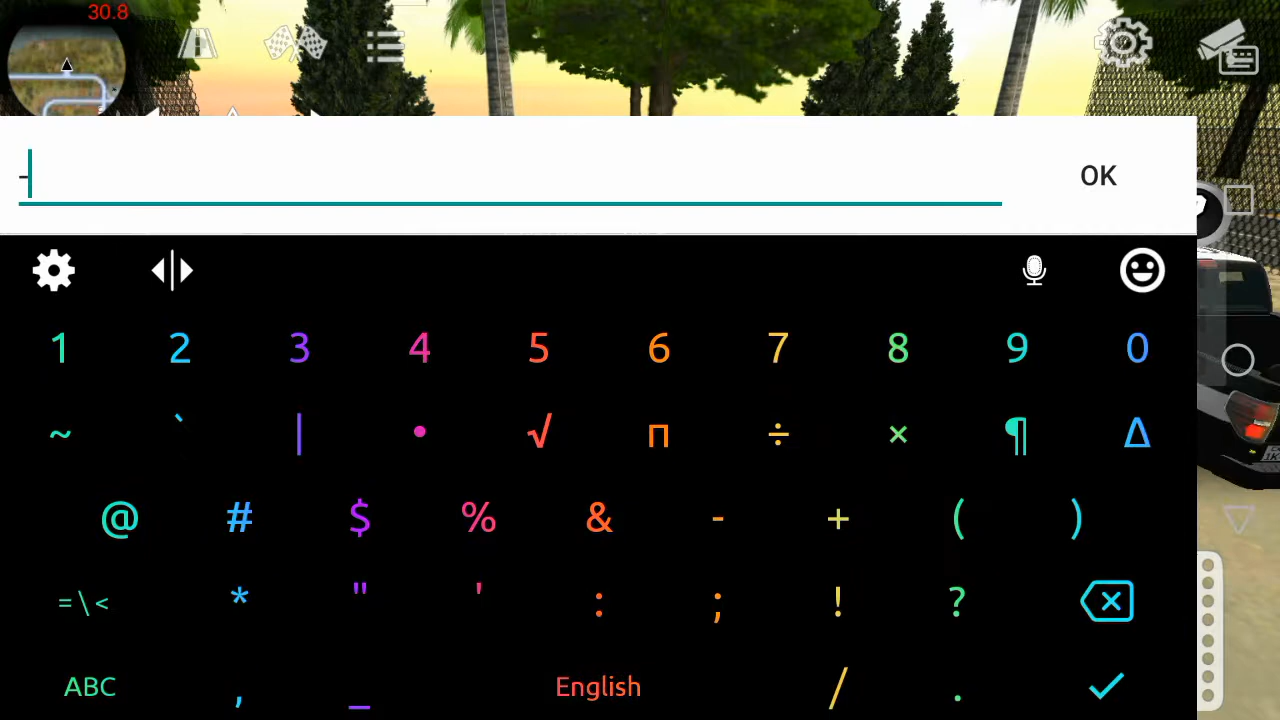 30.8
-
OK
1 2 3 4 5 6 7 8 9 0
~ ` | • √ п ÷ × ¶ Δ
@ # $ % & - + ( )
=\< * " ' : ; ! ?
ABC , _ English / .